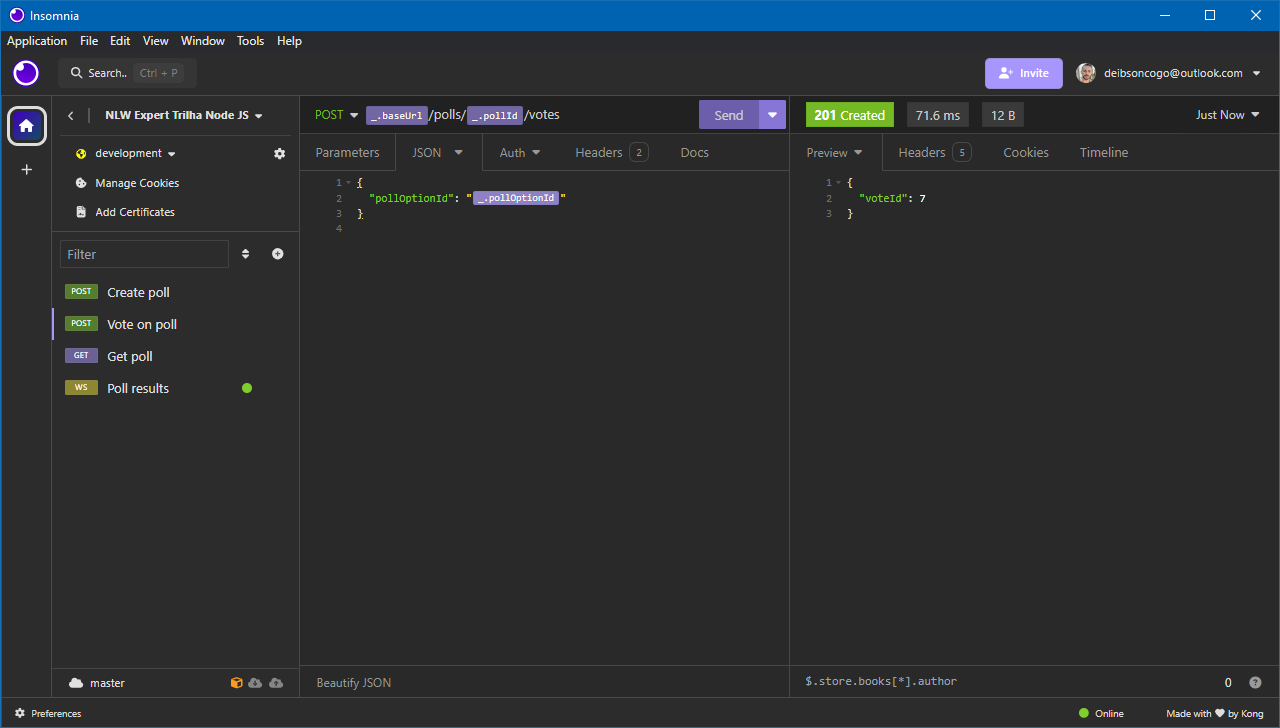 Insomnia
Application File Edit View Window Tools Help
Search.. Ctrl + P
Invite
deibsoncogo@outlook.com
NLW Expert Trilha Node JS
development
Manage Cookies
Add Certificates
Filter
POST Create poll
POST Vote on poll
GET Get poll
WS Poll results
master
POST _.baseUrl/polls/_.pollId/votes Send
Parameters JSON Auth Headers 2 Docs
1 {
2 "pollOptionId": "_.pollOptionId"
3 }
4
Beautify JSON
201 Created 71.6 ms 12 B Just Now
Preview Headers 5 Cookies Timeline
1 {
2 "voteId": 7
3 }
$.store.books[*].author 0 ?
Preferences
Online
Made with ♥ by Kong